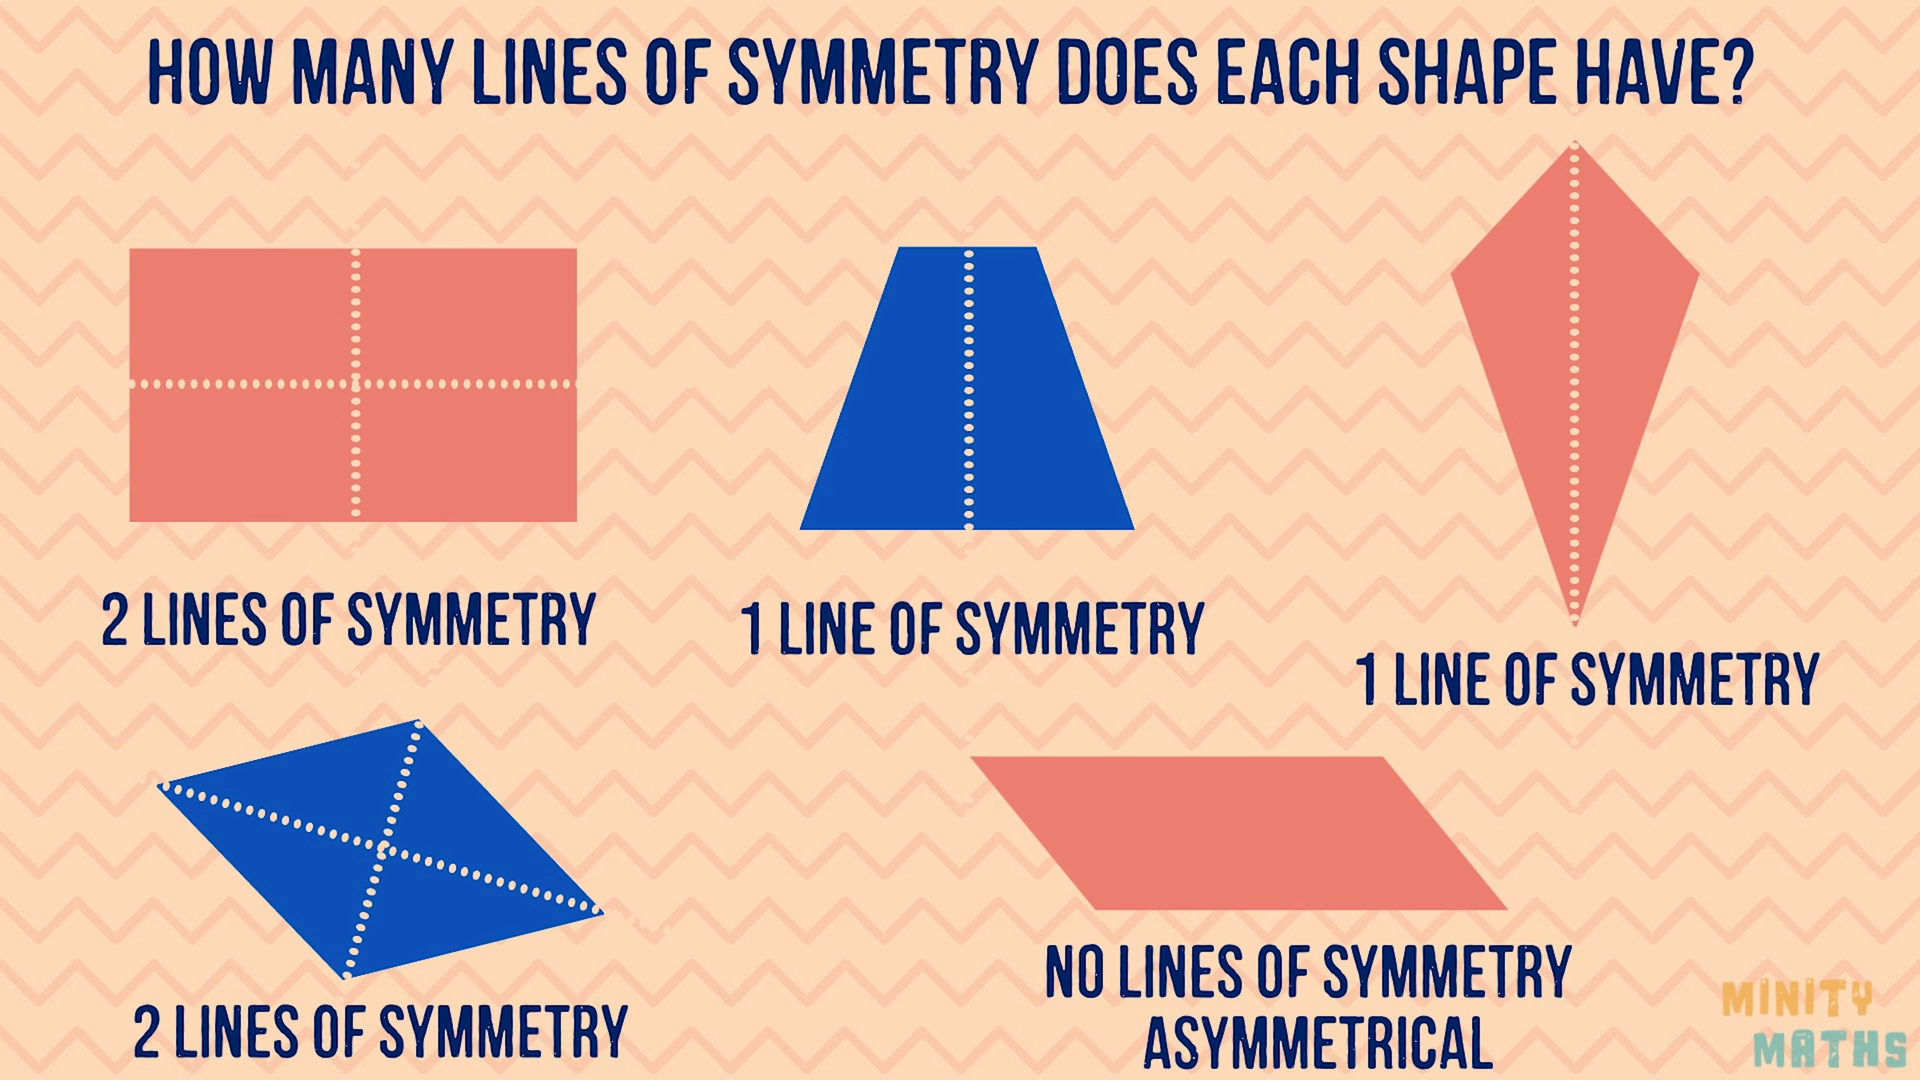 HOW MANY LINES OF SYMMETRY DOES EACH SHAPE HAVE?
2 LINES OF SYMMETRY
1 LINE OF SYMMETRY
1 LINE OF SYMMETRY
2 LINES OF SYMMETRY
NO LINES OF SYMMETRY
ASYMMETRICAL
MINITY
MATHS